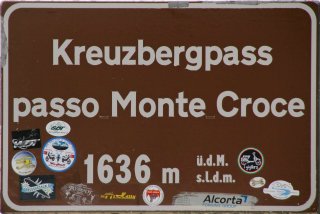 Kreuzbergpass
passo Monte Croce
1636 m
ü.d.M.
s.l.d.m.
Alcorta